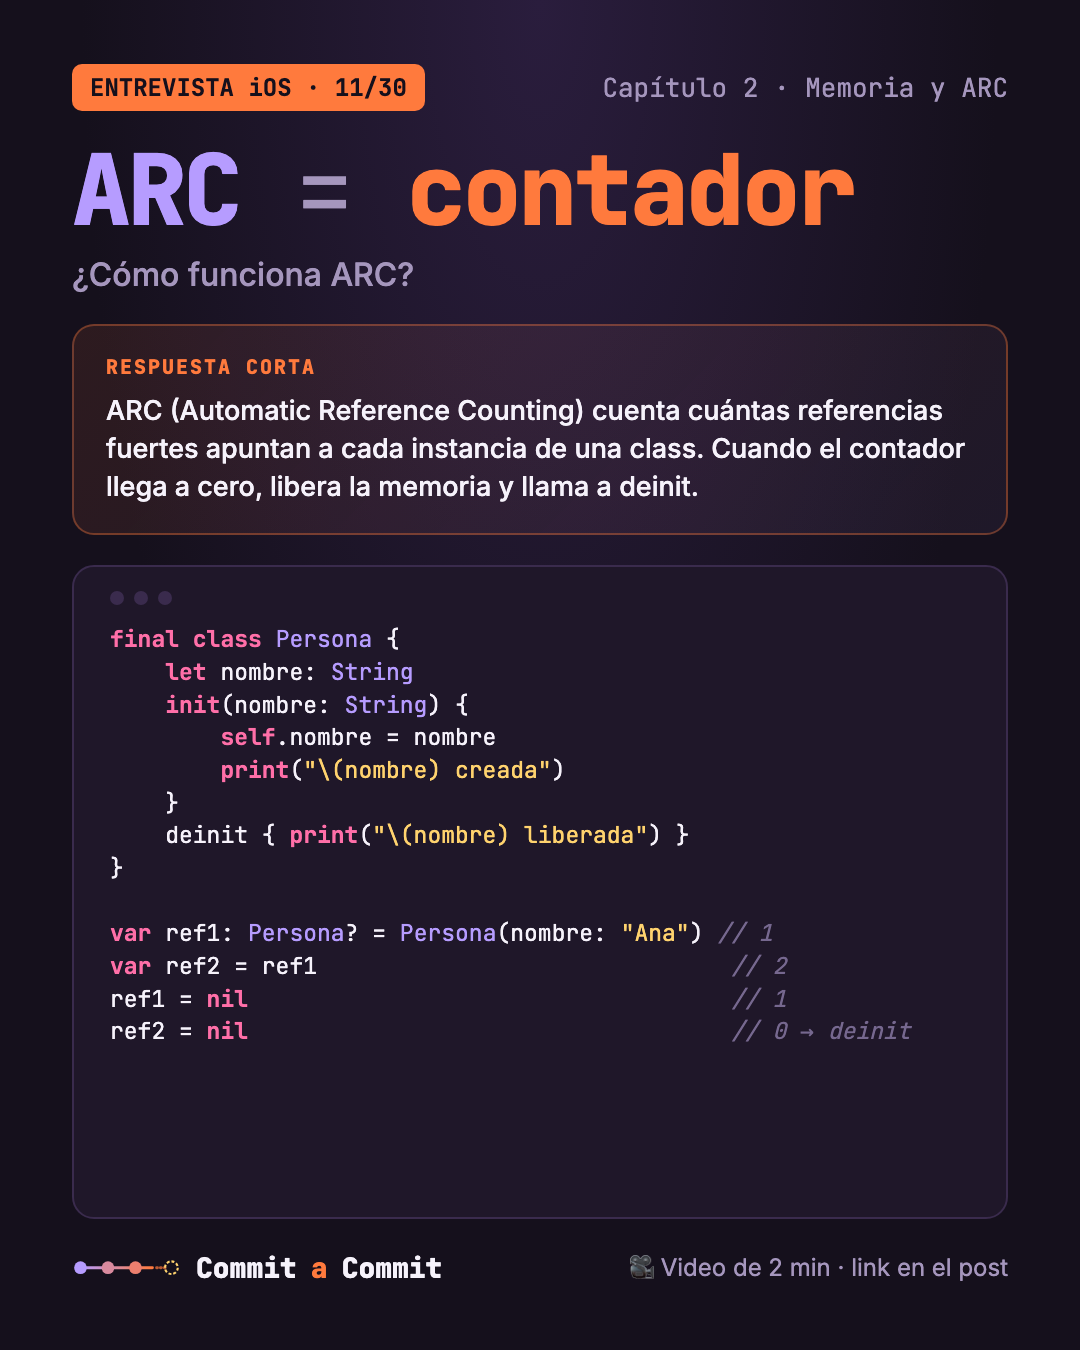 ENTREVISTA iOS · 11/30
Capítulo 2 · Memoria y ARC
ARC = contador
¿Cómo funciona ARC?
RESPUESTA CORTA
ARC (Automatic Reference Counting) cuenta cuántas referencias
fuertes apuntan a cada instancia de una class. Cuando el contador
llega a cero, libera la memoria y llama a deinit.
final class Persona {
    let nombre: String
    init(nombre: String) {
        self.nombre = nombre
        print("\(nombre) creada")
    }
    deinit { print("\(nombre) liberada") }
}
var ref1: Persona? = Persona(nombre: "Ana") // 1
var ref2 = ref1                              // 2
ref1 = nil                                   // 1
ref2 = nil                                   // 0 → deinit
Commit a Commit
🎥 Video de 2 min · link en el post